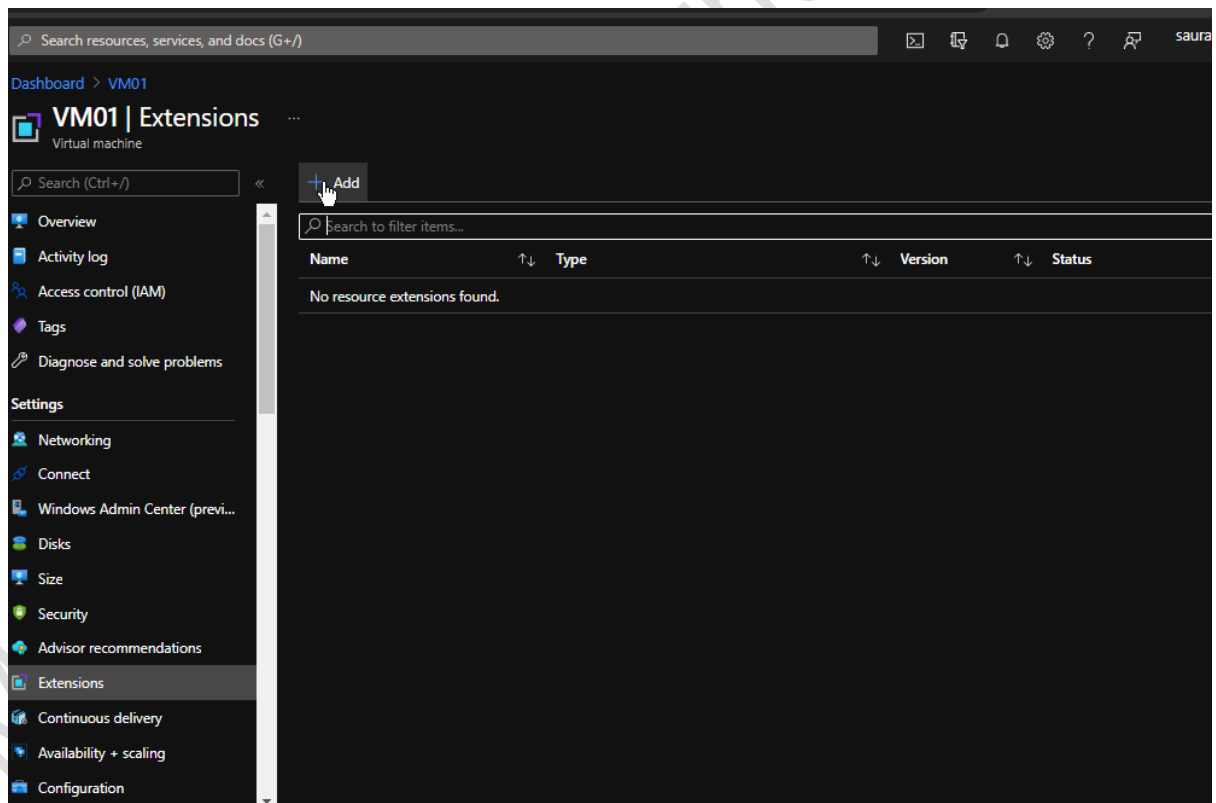 Search resources, services, and docs (G+/)
saura
Dashboard > VM01
VM01 | Extensions ...
Virtual machine
Search (Ctrl+/)
«
Add
Overview
Search to filter items...
Activity log
Name Type Version Status
Access control (IAM)
No resource extensions found.
Tags
Diagnose and solve problems
Settings
Networking
Connect
Windows Admin Center (previ...
Disks
Size
Security
Advisor recommendations
Extensions
Continuous delivery
Availability + scaling
Configuration